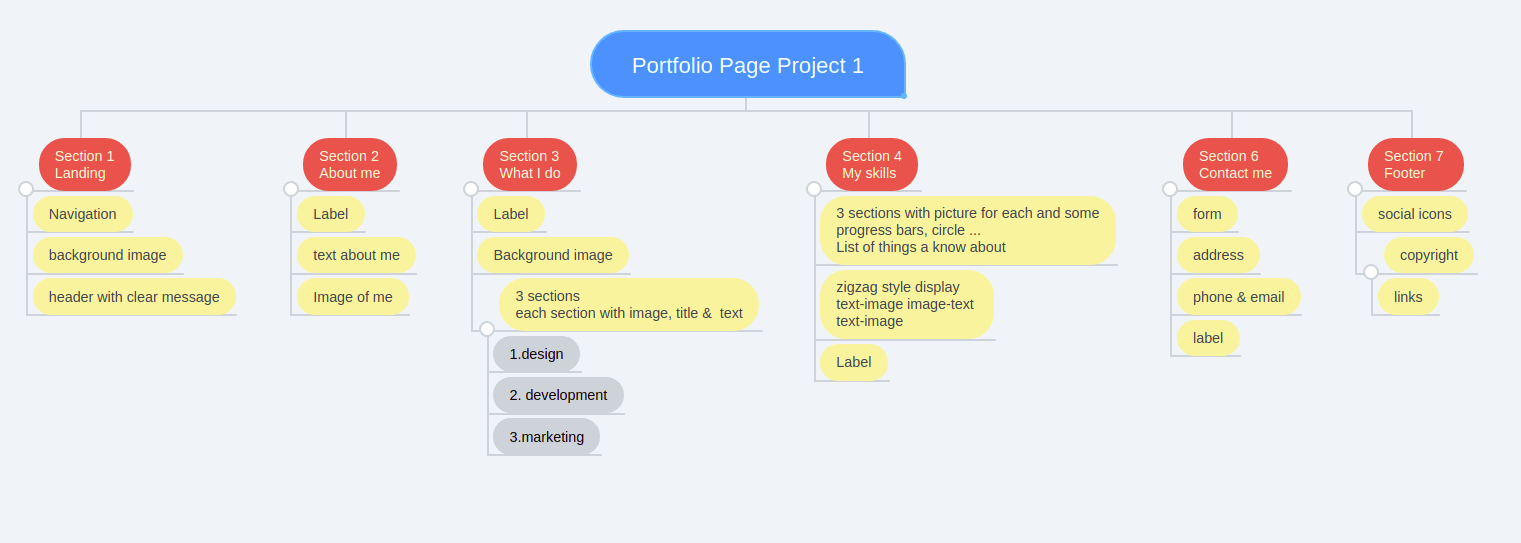 Portfolio Page Project 1
Section 1
Landing
Navigation
background image
header with clear message
Section 2
About me
Label
text about me
Image of me
Section 3
What I do
Label
Background image
3 sections
each section with image, title &  text
1.design
2. development
3.marketing
Section 4
My skills
3 sections with picture for each and some
progress bars, circle ...
List of things a know about
zigzag style display
text-image image-text
text-image
Label
Section 6
Contact me
form
address
phone & email
label
Section 7
Footer
social icons
copyright
links